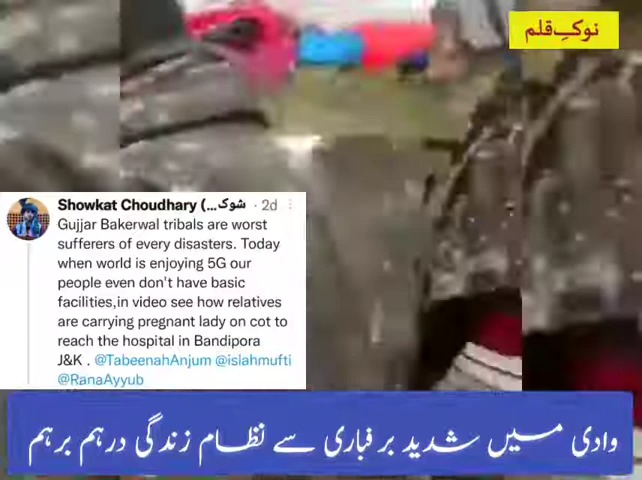 نوکِ قلم
Showkat Choudhary (...شوک · 2d
Gujjar Bakerwal tribals are worst
sufferers of every disasters. Today
when world is enjoying 5G our
people even don't have basic
facilities,in video see how relatives
are carrying pregnant lady on cot to
reach the hospital in Bandipora
J&K . @TabeenahAnjum @islahmufti
@RanaAyyub
وادی میں شدید برفباری سے نظام زندگی درہم برہم